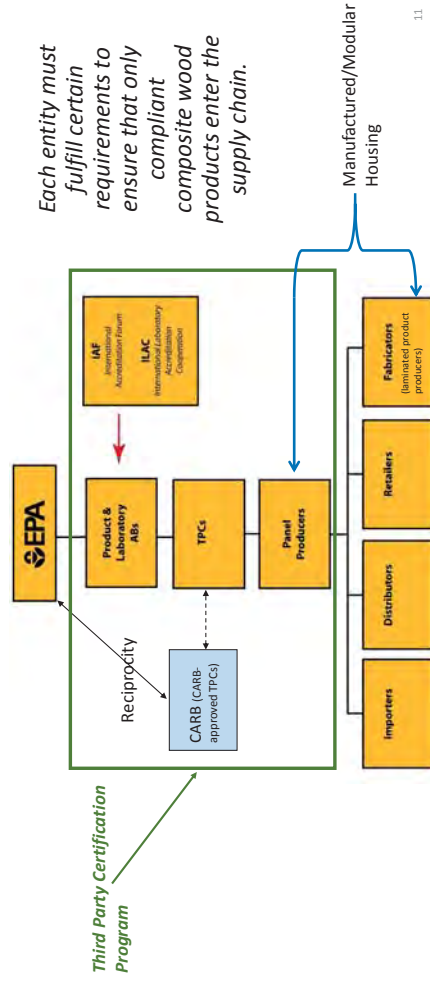 Each entity must
fulfill certain
requirements to
ensure that only
compliant
composite wood
products enter the
supply chain.
EPA
Third Party Certification
Program
Reciprocity
CARB (CARB-
approved TPCs)
Product &
Laboratory
ABs
IAF
International
Accreditation Forum
ILAC
International Laboratory
Accreditation
Cooperation
TPCs
Panel
Producers
Manufactured/Modular
Housing
Importers
Distributors
Retailers
Fabricators
(laminated product
producers)
11